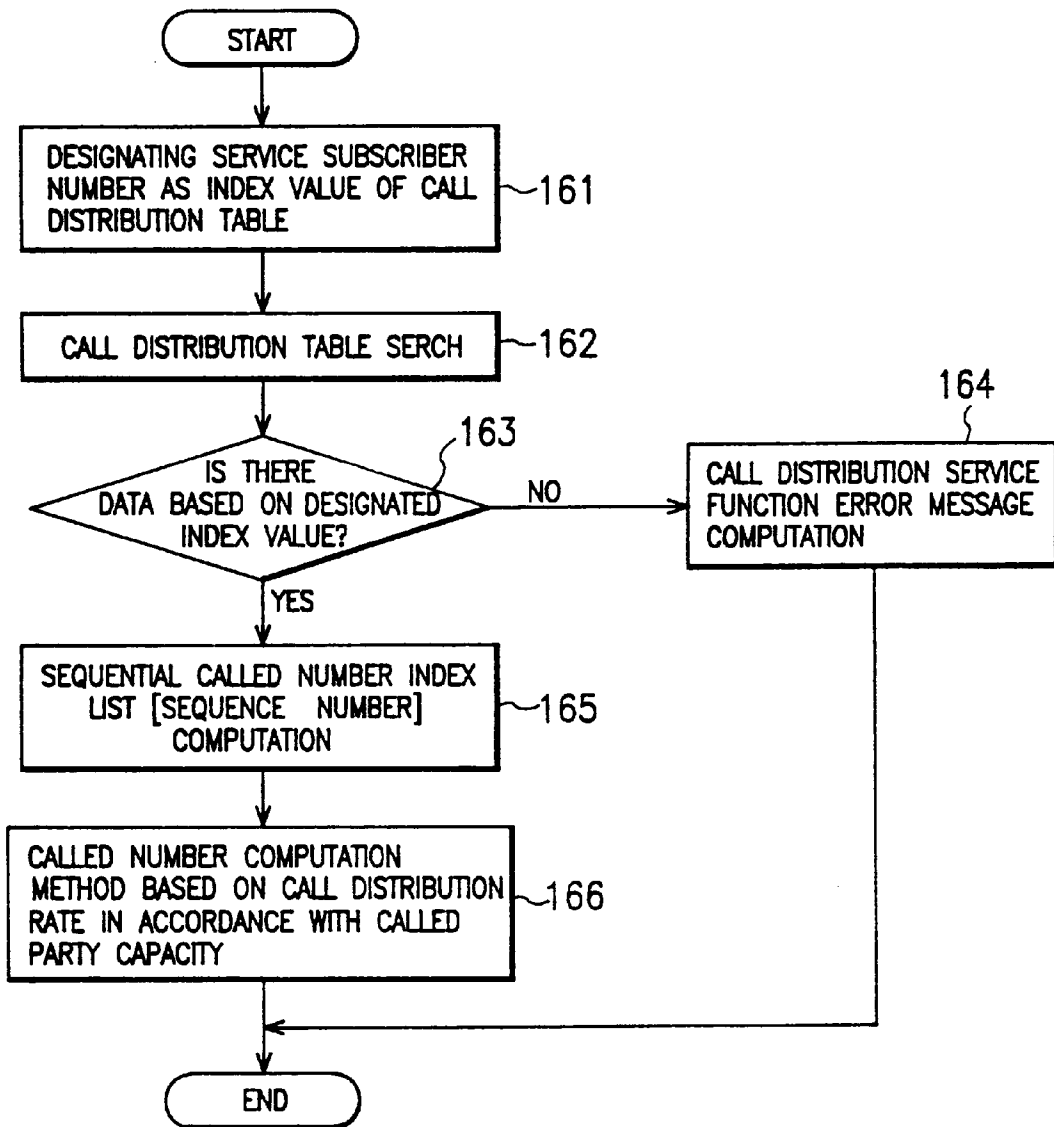 START
DESIGNATING SERVICE SUBSCRIBER
NUMBER AS INDEX VALUE OF CALL
DISTRIBUTION TABLE
161
CALL DISTRIBUTION TABLE SERCH
162
163
IS THERE
DATA BASED ON DESIGNATED
INDEX VALUE?
NO
164
CALL DISTRIBUTION SERVICE
FUNCTION ERROR MESSAGE
COMPUTATION
YES
SEQUENTIAL CALLED NUMBER INDEX
LIST [SEQUENCE NUMBER]
COMPUTATION
165
CALLED NUMBER COMPUTATION
METHOD BASED ON CALL DISTRIBUTION
RATE IN ACCORDANCE WITH CALLED
PARTY CAPACITY
166
END